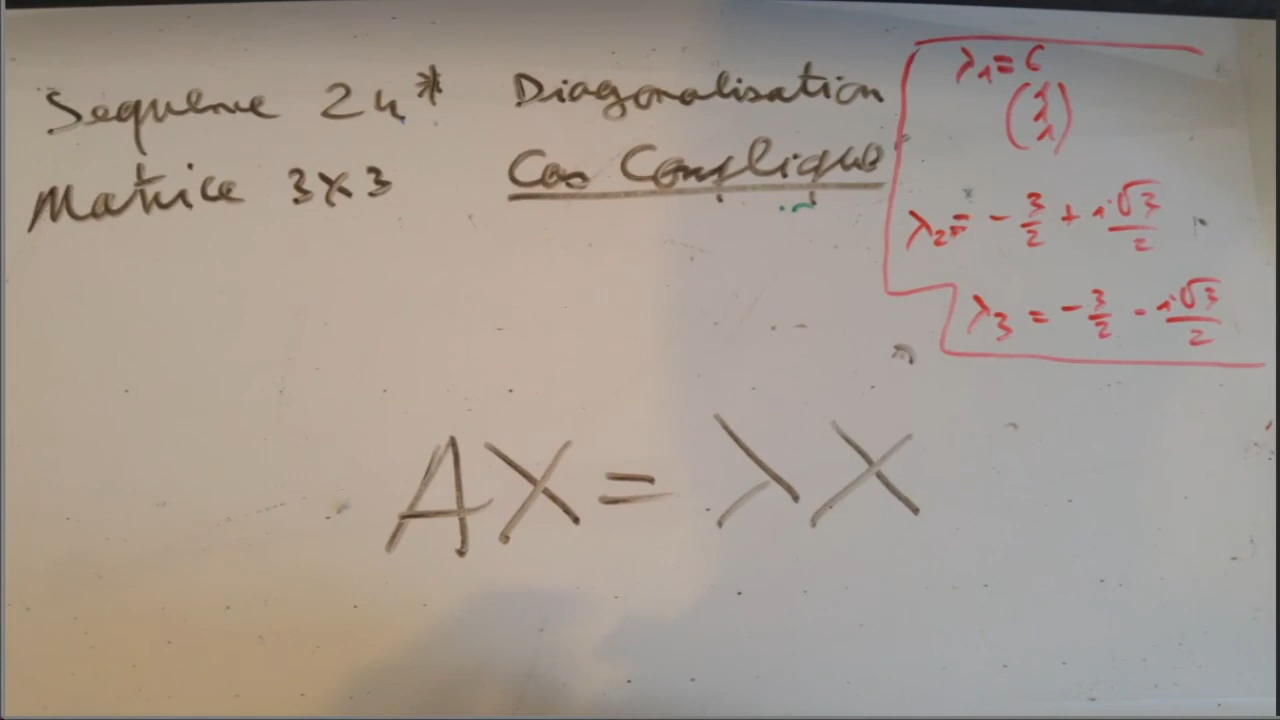 Sequence 24* Diagonalisation
Matrice 3x3 Cas Compliqué
λ1 = 6
(1 1 1)
λ2 = - 3/2 + i√3/2
λ3 = - 3/2 - i√3/2
AX = λX